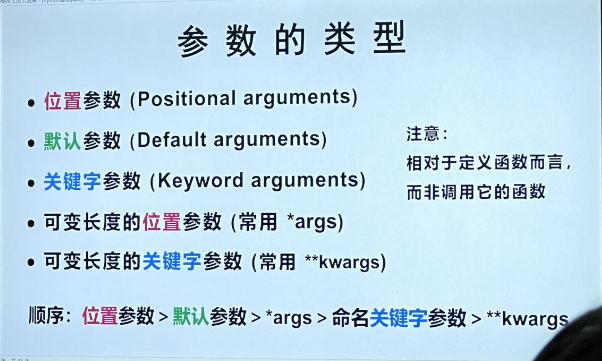 参数的类型
• 位置参数 (Positional arguments)
• 默认参数 (Default arguments)
• 关键字参数 (Keyword arguments)
• 可变长度的位置参数 (常用 *args)
• 可变长度的关键字参数 (常用 **kwargs)
注意：
相对于定义函数而言，
而非调用它的函数
顺序：位置参数 > 默认参数 > *args > 命名关键字参数 > **kwargs